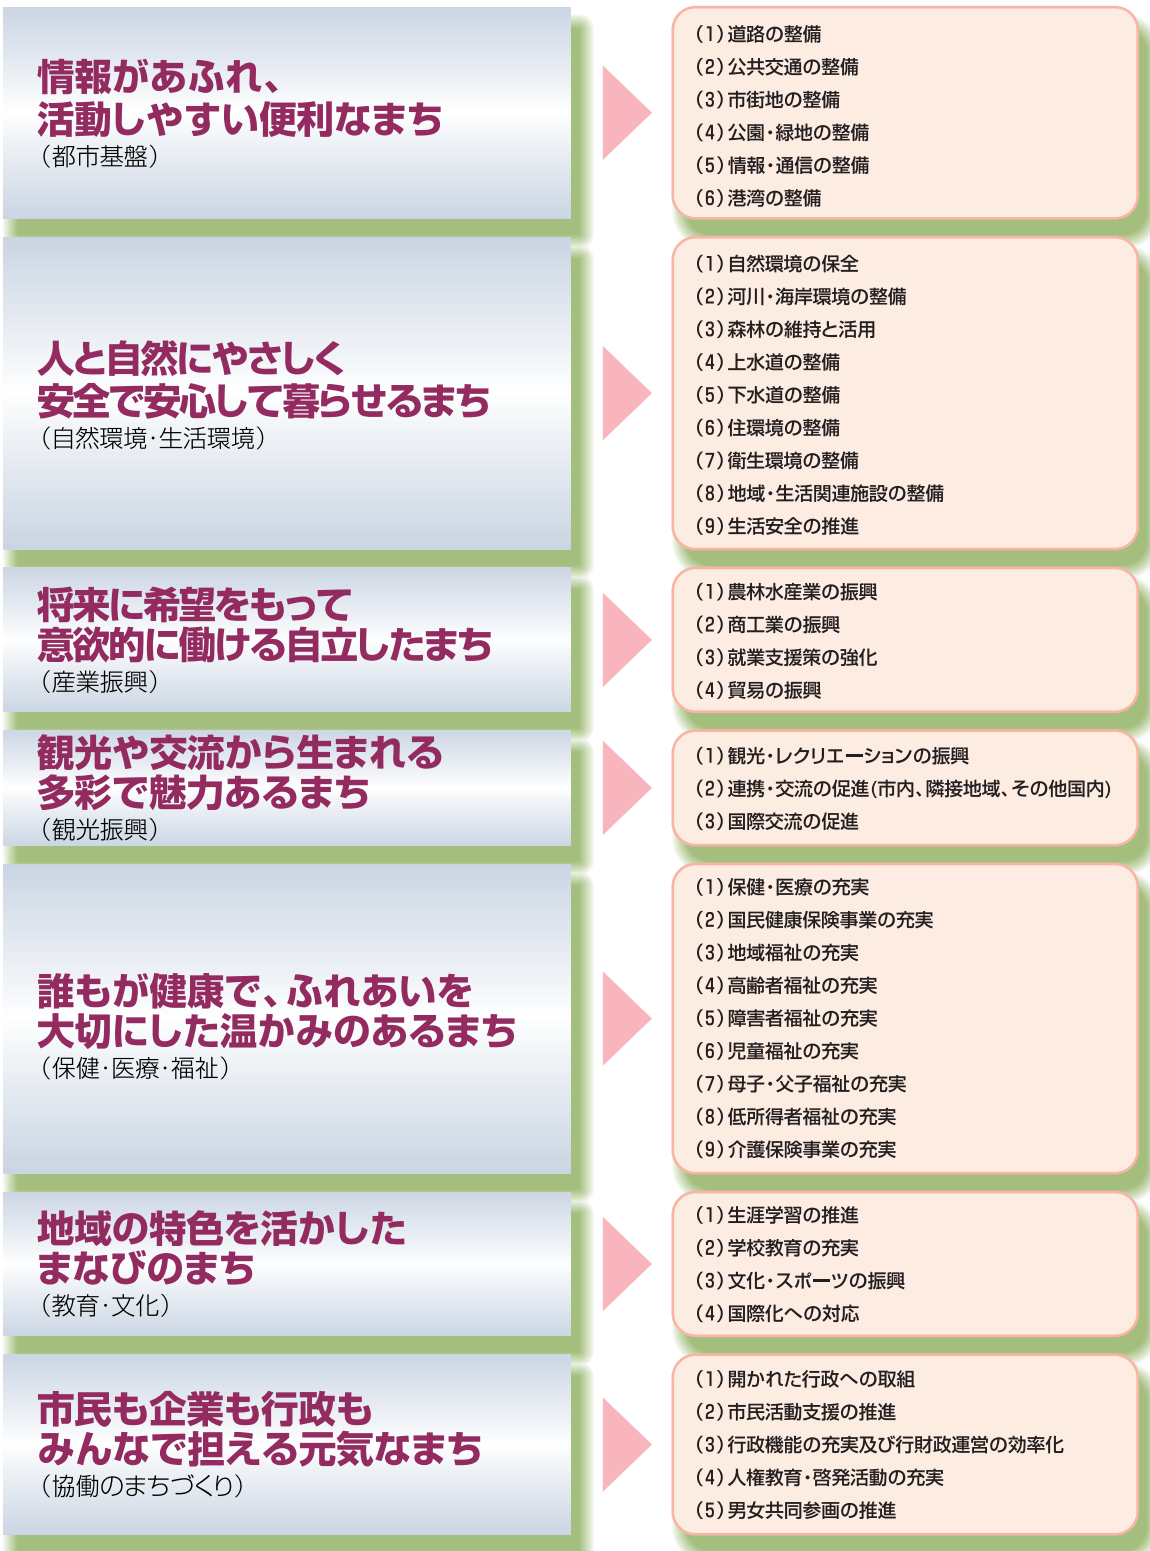 情報があふれ、
活動しやすい便利なまち
（都市基盤）
（1）道路の整備
（2）公共交通の整備
（3）市街地の整備
（4）公園・緑地の整備
（5）情報・通信の整備
（6）港湾の整備
人と自然にやさしく
安全で安心して暮らせるまち
（自然環境・生活環境）
（1）自然環境の保全
（2）河川・海岸環境の整備
（3）森林の維持と活用
（4）上水道の整備
（5）下水道の整備
（6）住環境の整備
（7）衛生環境の整備
（8）地域・生活関連施設の整備
（9）生活安全の推進
将来に希望をもって
意欲的に働ける自立したまち
（産業振興）
（1）農林水産業の振興
（2）商工業の振興
（3）就業支援策の強化
（4）貿易の振興
観光や交流から生まれる
多彩で魅力あるまち
（観光振興）
（1）観光・レクリエーションの振興
（2）連携・交流の促進(市内、隣接地域、その他国内)
（3）国際交流の促進
誰もが健康で、ふれあいを
大切にした温かみのあるまち
（保健・医療・福祉）
（1）保健・医療の充実
（2）国民健康保険事業の充実
（3）地域福祉の充実
（4）高齢者福祉の充実
（5）障害者福祉の充実
（6）児童福祉の充実
（7）母子・父子福祉の充実
（8）低所得者福祉の充実
（9）介護保険事業の充実
地域の特色を活かした
まなびのまち
（教育・文化）
（1）生涯学習の推進
（2）学校教育の充実
（3）文化・スポーツの振興
（4）国際化への対応
市民も企業も行政も
みんなで担える元気なまち
（協働のまちづくり）
（1）開かれた行政への取組
（2）市民活動支援の推進
（3）行政機能の充実及び行財政運営の効率化
（4）人権教育・啓発活動の充実
（5）男女共同参画の推進